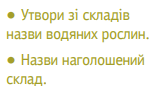 ● Утвори зі складів
назви водяних рослин.
● Назви наголошений
склад.